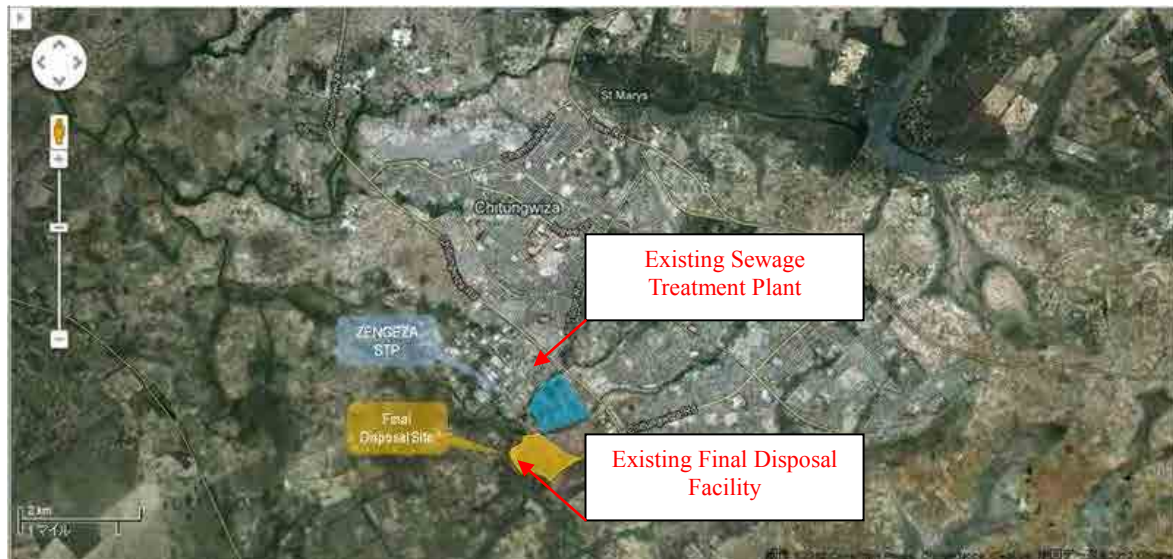 St Marys
Chitungwiza
Existing Sewage
Treatment Plant
ZENGEZA
STP
Final
Disposal Site
Existing Final Disposal
Facility
2 km
1 マイル